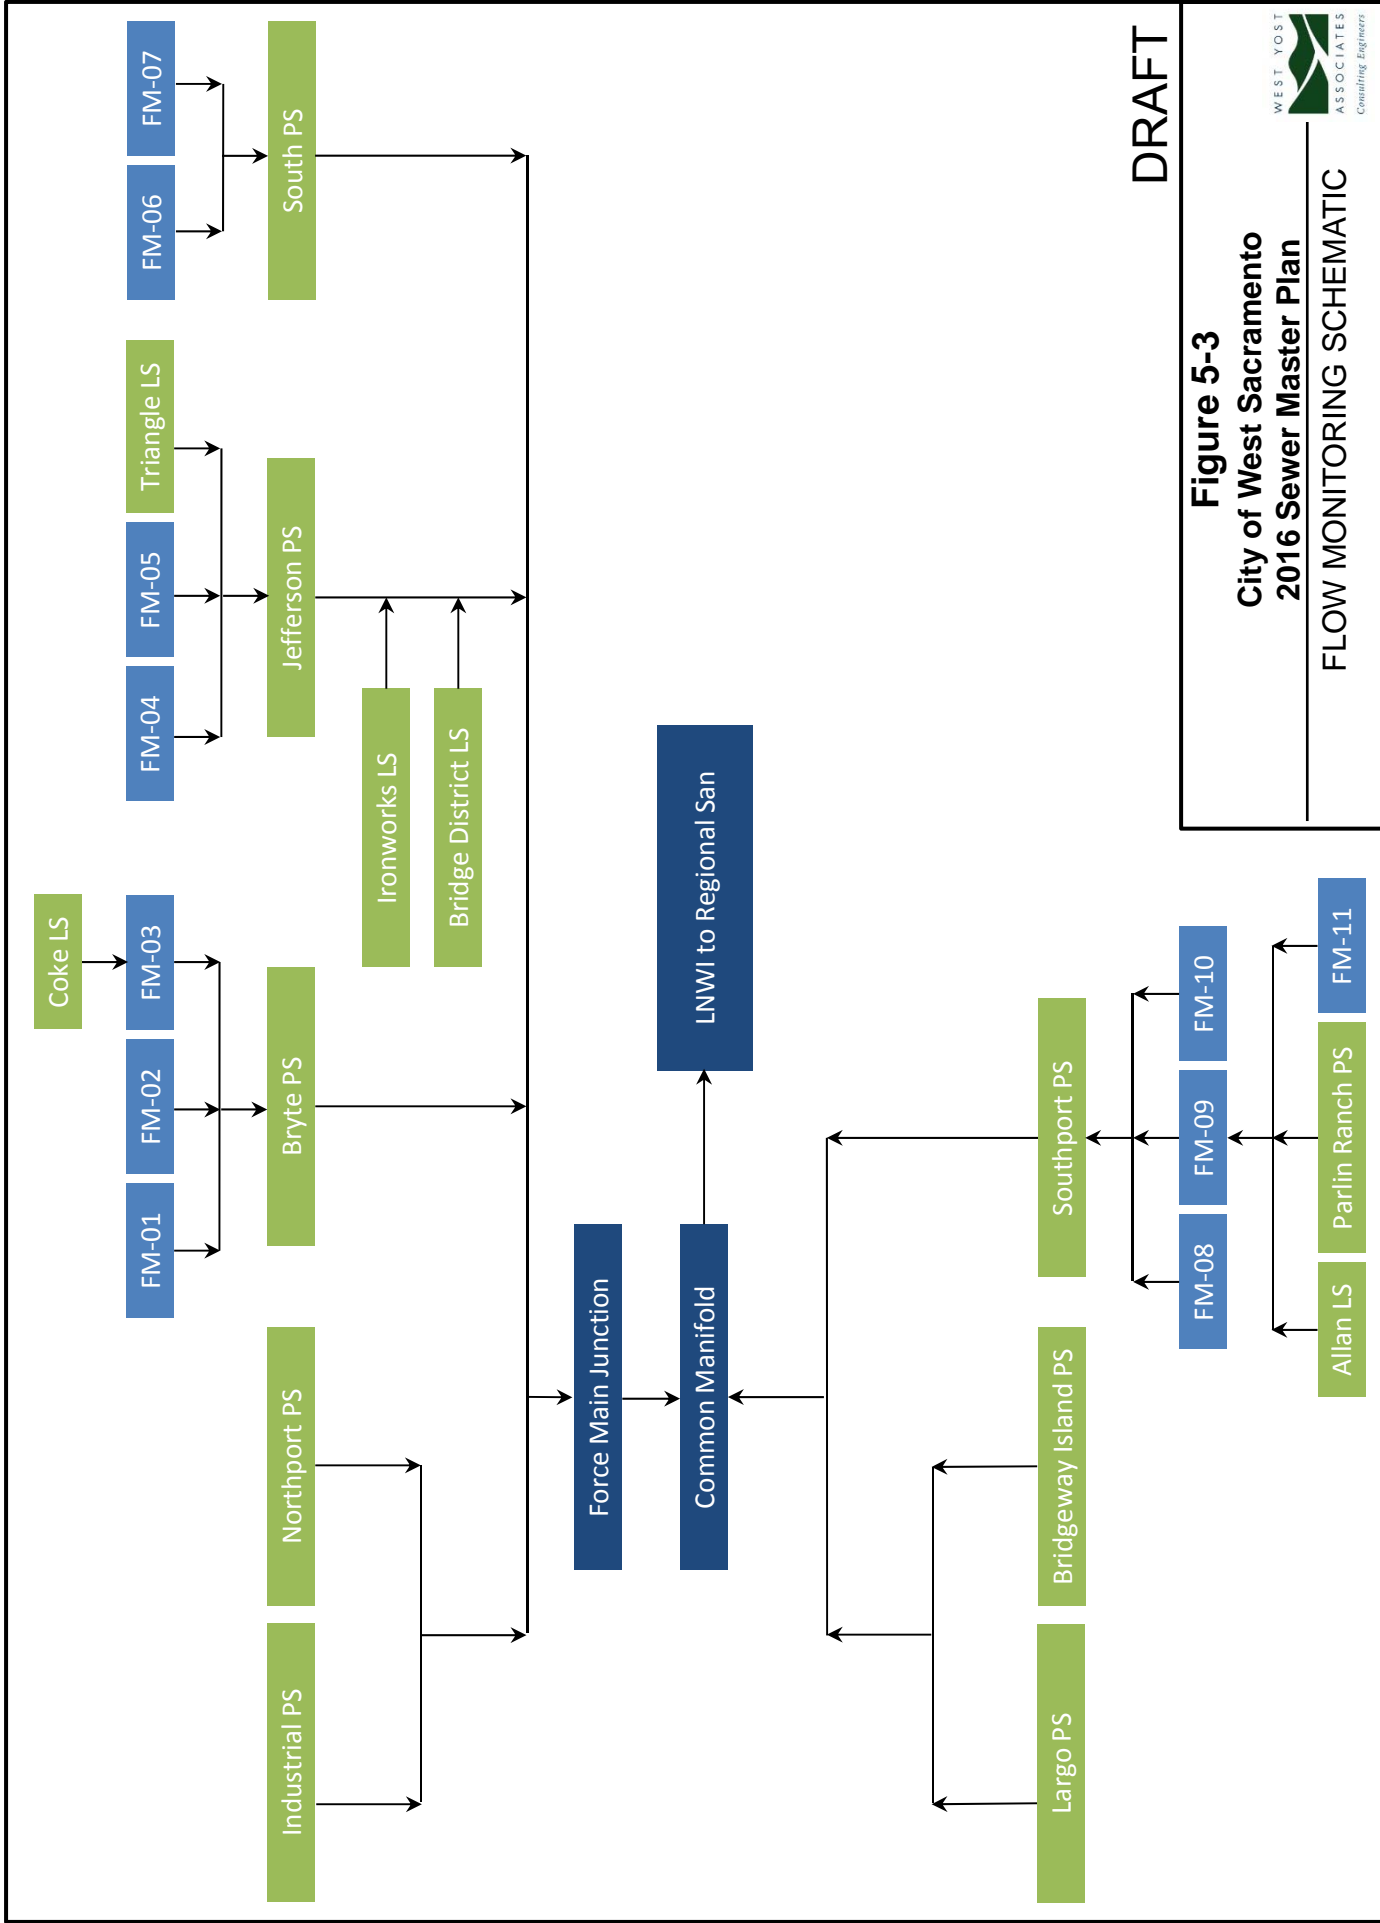 Coke LS
FM-01
FM-02
FM-03
FM-04
FM-05
Triangle LS
FM-06
FM-07
Industrial PS
Northport PS
Bryte PS
Jefferson PS
South PS
Ironworks LS
Bridge District LS
Force Main Junction
Common Manifold
LNWI to Regional San
Largo PS
Bridgeway Island PS
Southport PS
FM-08
FM-09
FM-10
Allan LS
Parlin Ranch PS
FM-11
DRAFT
Figure 5-3
City of West Sacramento
2016 Sewer Master Plan
FLOW MONITORING SCHEMATIC
WEST YOST
ASSOCIATES
Consulting Engineers